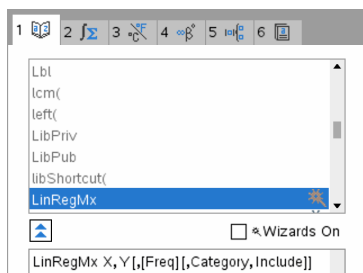 1 2 ∫Σ 3 °C°F 4 ∞β° 5 6
Lbl
lcm(
left(
LibPriv
LibPub
libShortcut(
LinRegMx
Wizards On
LinRegMx X,Y[,[Freq][,Category,Include]]